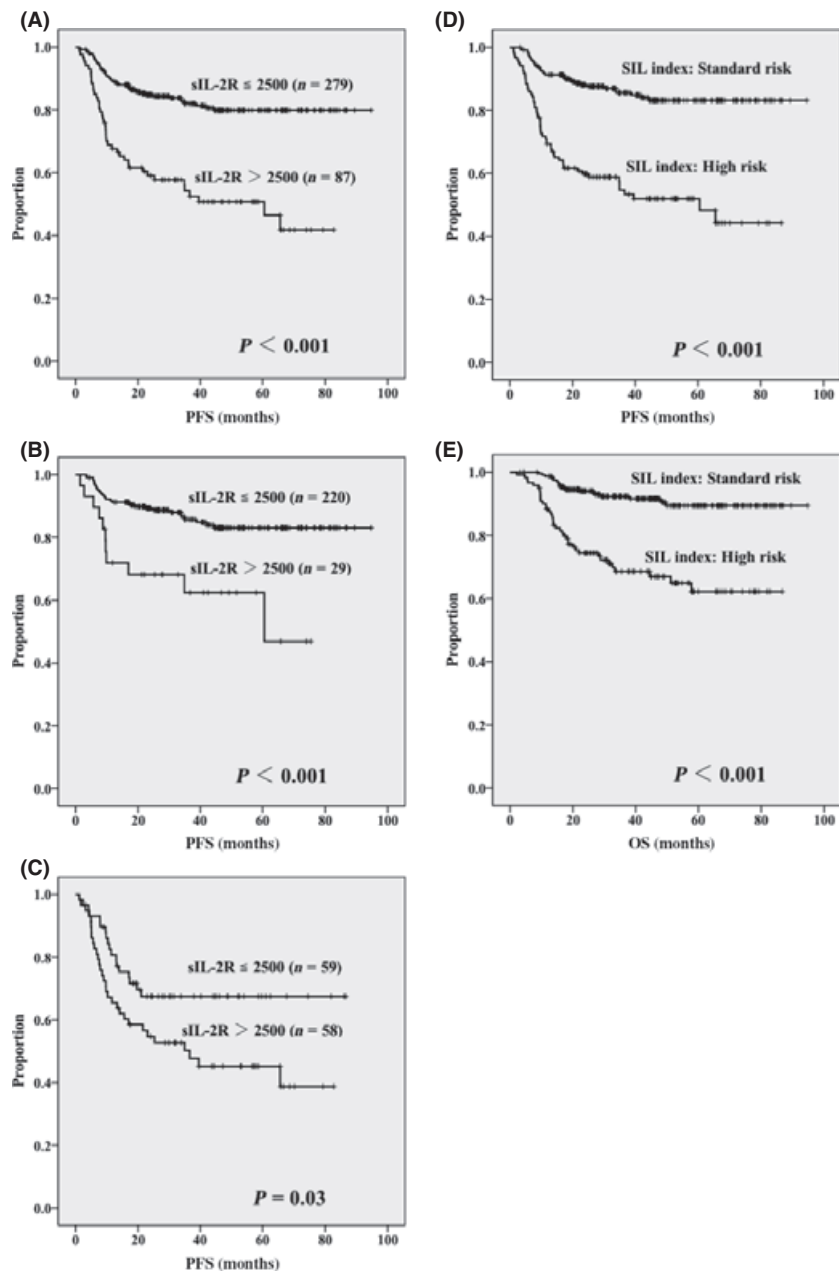 (A)
1.0
0.8
0.6
0.4
0.2
0.0
Proportion
sIL-2R ≦ 2500 (n = 279)
sIL-2R > 2500 (n = 87)
P < 0.001
0 20 40 60 80 100
PFS (months)
(B)
1.0
0.8
0.6
0.4
0.2
0.0
Proportion
sIL-2R ≦ 2500 (n = 220)
sIL-2R > 2500 (n = 29)
P < 0.001
0 20 40 60 80 100
PFS (months)
(C)
1.0
0.8
0.6
0.4
0.2
0.0
Proportion
sIL-2R ≦ 2500 (n = 59)
sIL-2R > 2500 (n = 58)
P = 0.03
0 20 40 60 80 100
PFS (months)
(D)
1.0
0.8
0.6
0.4
0.2
0.0
Proportion
SIL index: Standard risk
SIL index: High risk
P < 0.001
0 20 40 60 80 100
PFS (months)
(E)
1.0
0.8
0.6
0.4
0.2
0.0
Proportion
SIL index: Standard risk
SIL index: High risk
P < 0.001
0 20 40 60 80 100
OS (months)